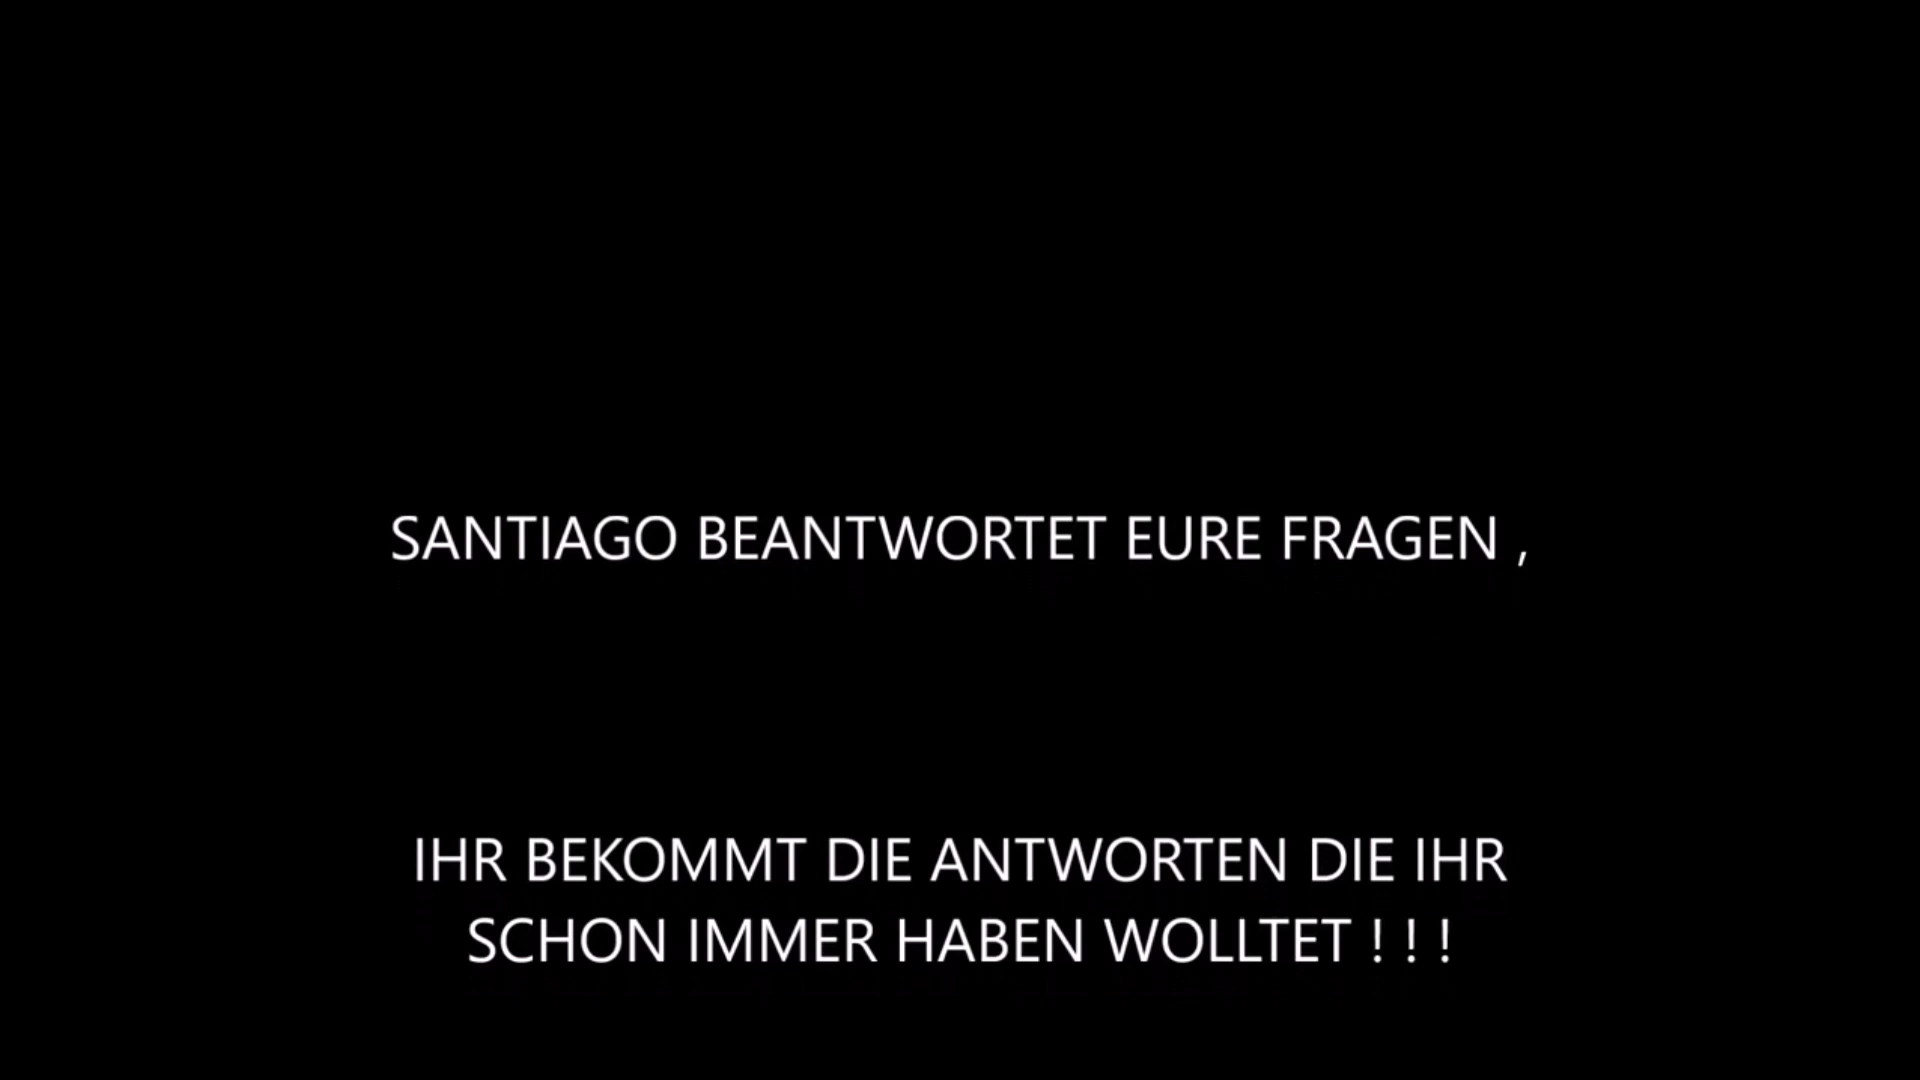 SANTIAGO BEANTWORTET EURE FRAGEN ,
IHR BEKOMMT DIE ANTWORTEN DIE IHR
SCHON IMMER HABEN WOLLTET ! ! !